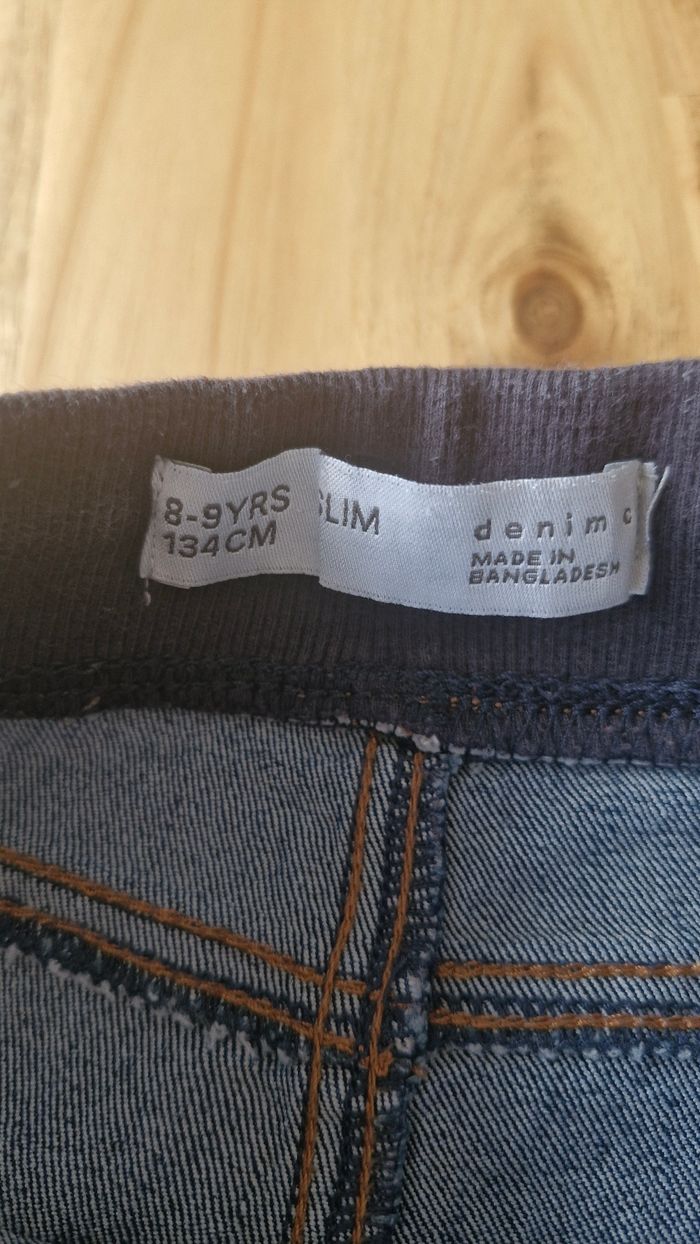 8-9YRS
134CM
SLIM
denim c
MADE IN
BANGLADESH